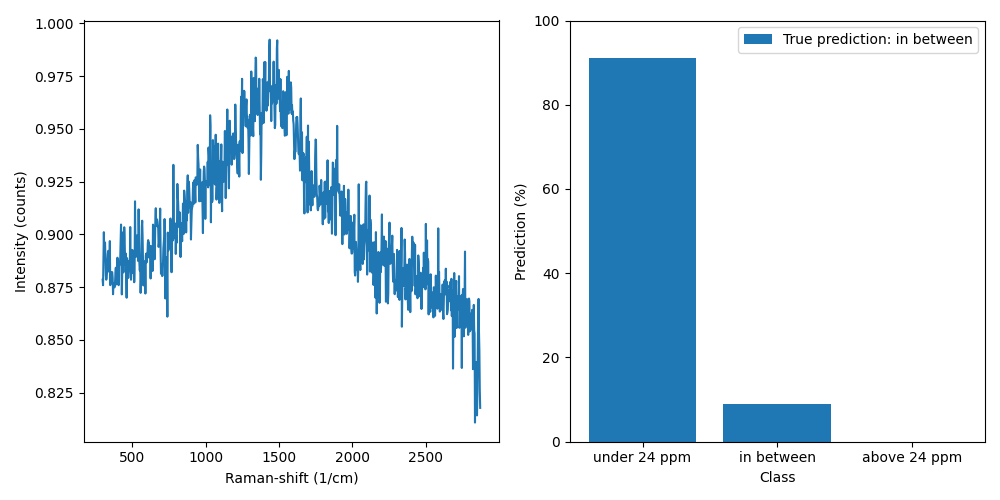 1.000
0.975
0.950
0.925
0.900
0.875
0.850
0.825
Intensity (counts)
500 1000 1500 2000 2500
Raman-shift (1/cm)
100
80
60
40
20
0
Prediction (%)
True prediction: in between
under 24 ppm in between above 24 ppm
Class